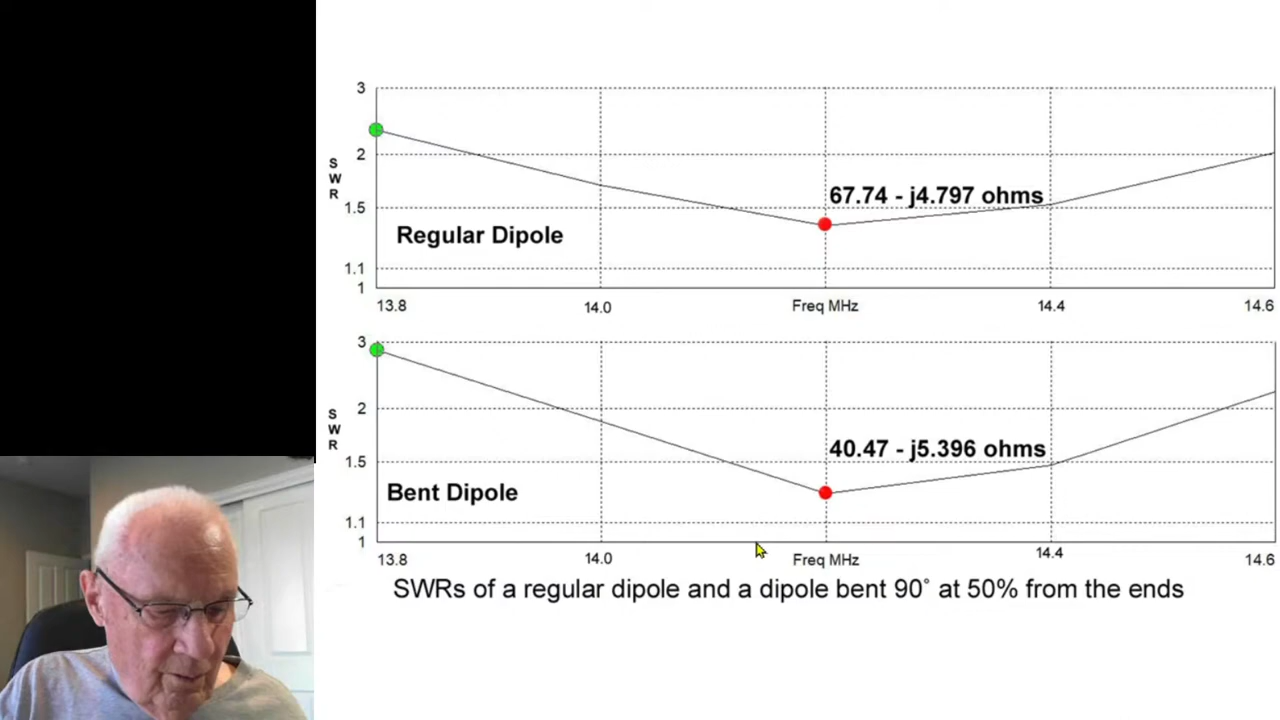 3
2
SWR
1.5
1.1
1
67.74 - j4.797 ohms
Regular Dipole
13.8 14.0 Freq MHz 14.4 14.6
3
2
SWR
1.5
1.1
1
40.47 - j5.396 ohms
Bent Dipole
13.8 14.0 Freq MHz 14.4 14.6
SWRs of a regular dipole and a dipole bent 90˚ at 50% from the ends